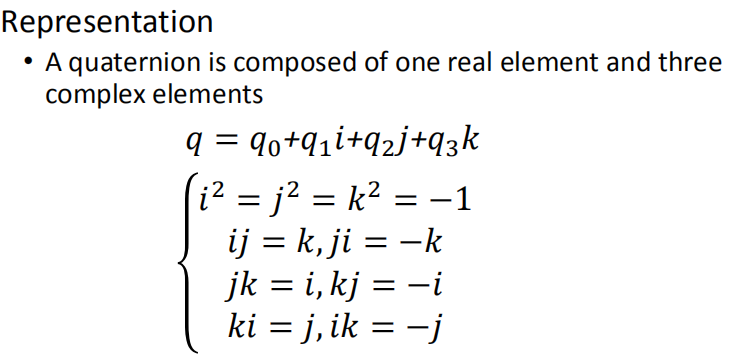 Representation
• A quaternion is composed of one real element and three
complex elements
q = q₀+q₁i+q₂j+q₃k
i² = j² = k² = −1
ij = k, ji = −k
jk = i, kj = −i
ki = j, ik = −j